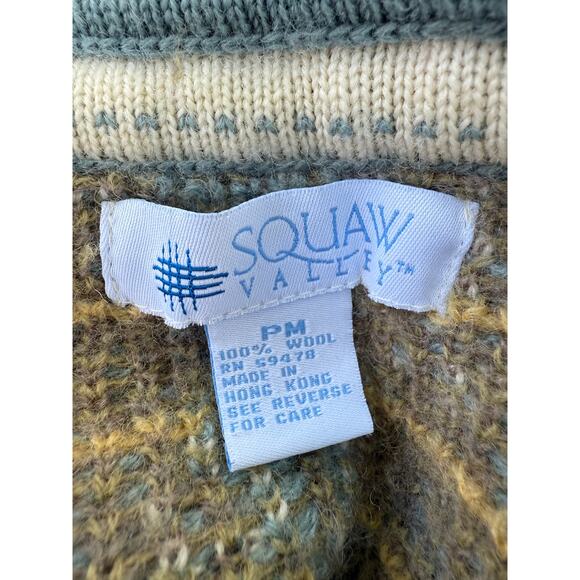 SQUAW
VALLEY™
PM
100% WOOL
RN 59478
MADE IN
HONG KONG
SEE REVERSE
FOR CARE